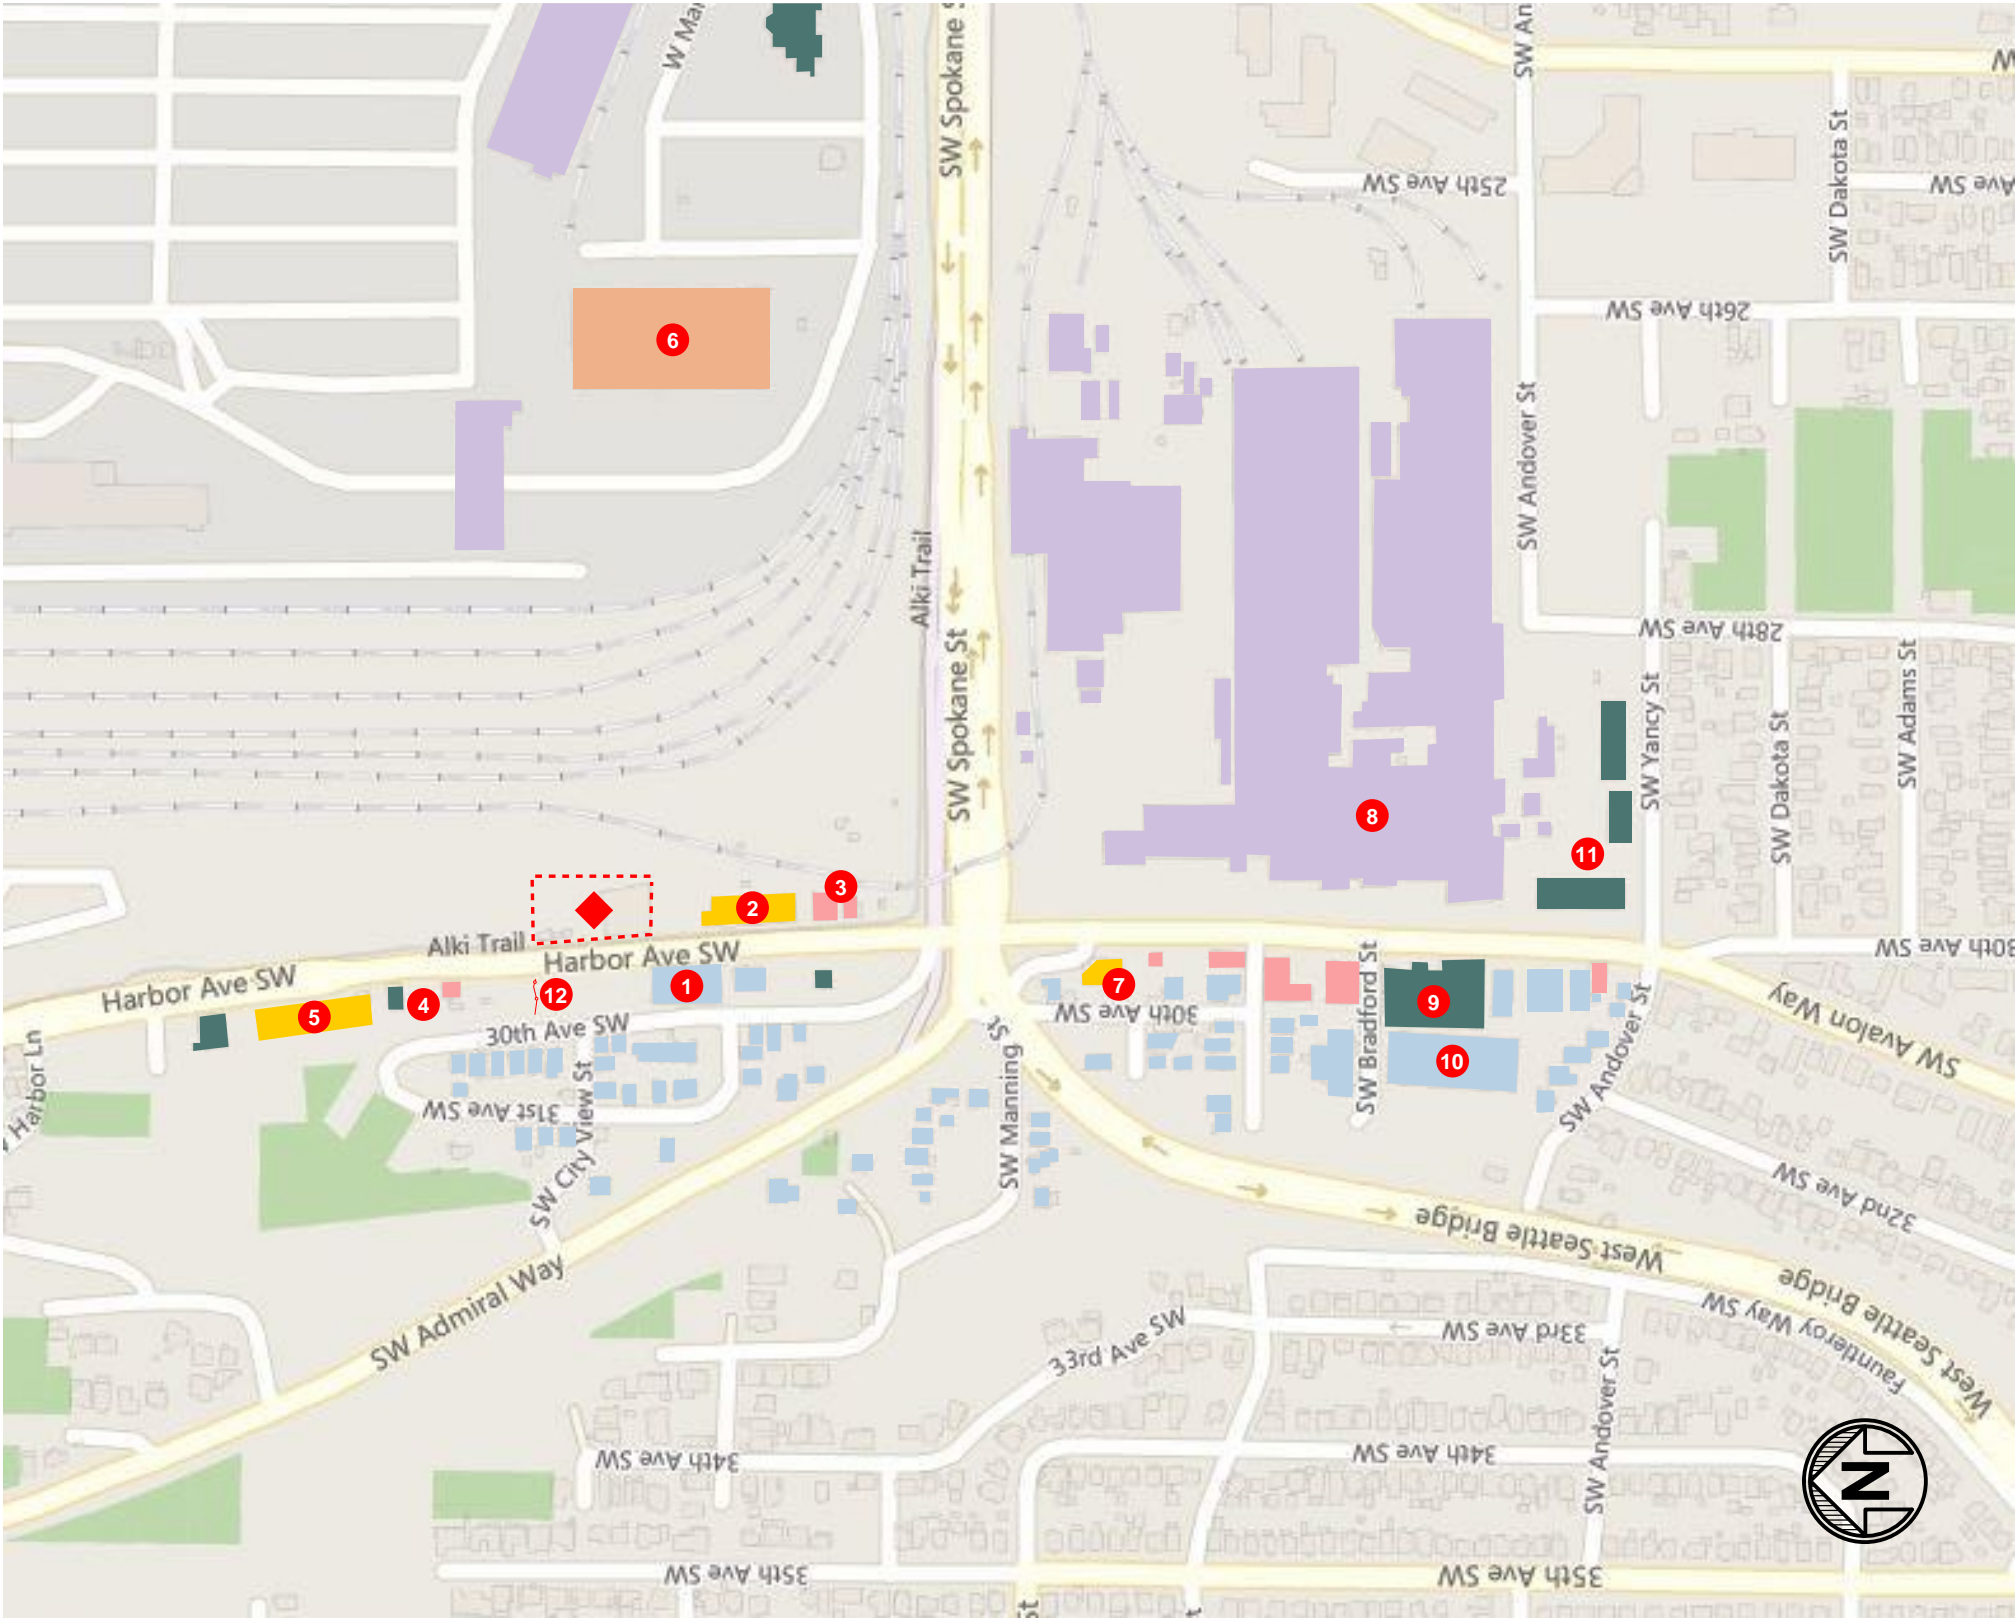 W Mar
SW Spokane S
SW An
W
SW Dakota St
25th Ave SW
Ave SW
26th Ave SW
6
SW Andover St
Alki Trail
SW Spokane St
28th Ave SW
SW Yancy St
SW Adams St
SW Dakota St
8
11
3
2
Alki Trail
Harbor Ave SW
Harbor Ave SW
30th Ave SW
SW Avalon Way
1
12
4
5
7
9
10
30th Ave SW
30th Ave SW
St
SW Manning
SW Bradford St
SW Andover St
Harbor Ln
31st Ave SW
SW City View St
SW Admiral Way
32nd Ave SW
West Seattle Bridge
West Seattle Bridge
West Seattle
Fauntleroy Way SW
33rd Ave SW
33rd Ave SW
SW Andover St
34th Ave SW
34th Ave SW
N
35th Ave SW
35th Ave SW
St
t